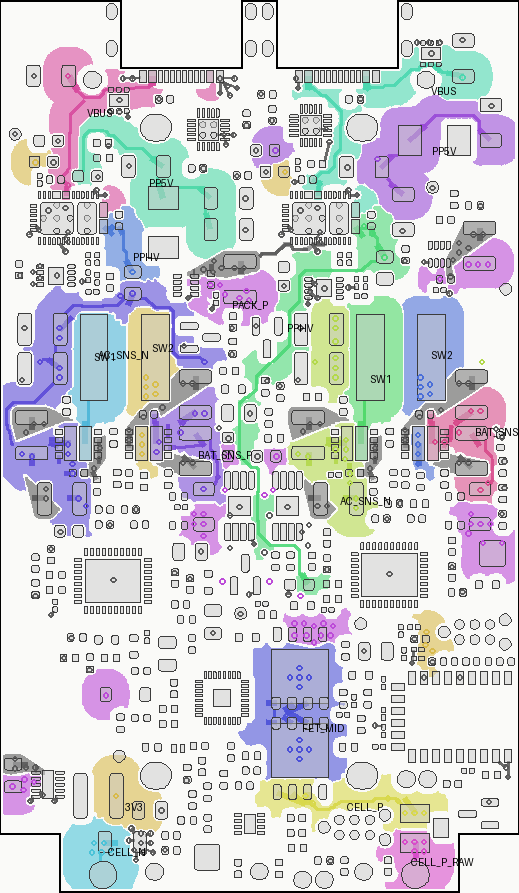 VBUS
VBUS
PP5V
PP5V
PPHV
PACK_P
PPHV
SW1
AC_SNS_N
SW2
SW2
SW1
BAT_SNS
BAT_SNS_P
AC_SNS_N
FET_MID
3V3
CELL_P
CELL_N
CELL_P_RAW